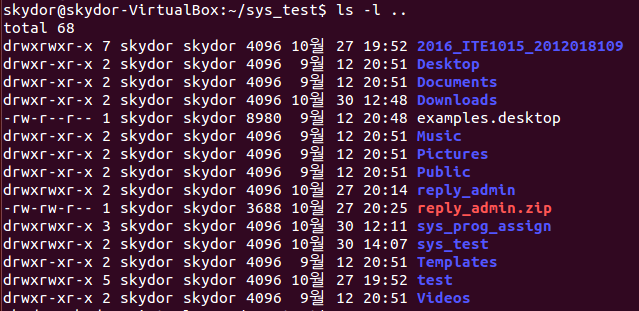 skydor@skydor-VirtualBox:~/sys_test$ ls -l ..
total 68
drwxrwxr-x 7 skydor skydor 4096 10월 27 19:52 2016_ITE1015_2012018109
drwxr-xr-x 2 skydor skydor 4096  9월 12 20:51 Desktop
drwxr-xr-x 2 skydor skydor 4096  9월 12 20:51 Documents
drwxr-xr-x 2 skydor skydor 4096 10월 30 12:48 Downloads
-rw-r--r-- 1 skydor skydor 8980  9월 12 20:48 examples.desktop
drwxr-xr-x 2 skydor skydor 4096  9월 12 20:51 Music
drwxr-xr-x 2 skydor skydor 4096  9월 12 20:51 Pictures
drwxr-xr-x 2 skydor skydor 4096  9월 12 20:51 Public
drwxrwxr-x 2 skydor skydor 4096 10월 27 20:14 reply_admin
-rw-rw-r-- 1 skydor skydor 3688 10월 27 20:25 reply_admin.zip
drwxrwxr-x 3 skydor skydor 4096 10월 30 12:11 sys_prog_assign
drwxrwxr-x 2 skydor skydor 4096 10월 30 14:07 sys_test
drwxr-xr-x 2 skydor skydor 4096  9월 12 20:51 Templates
drwxrwxr-x 5 skydor skydor 4096 10월 27 19:52 test
drwxr-xr-x 2 skydor skydor 4096  9월 12 20:51 Videos